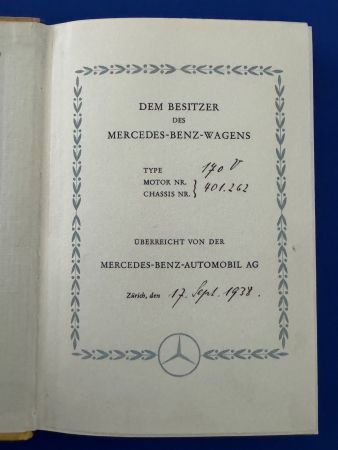 DEM BESITZER
DES
MERCEDES-BENZ-WAGENS
TYPE 170 V
MOTOR NR. } 401.262
CHASSIS NR.
ÜBERREICHT VON DER
MERCEDES-BENZ-AUTOMOBIL AG
Zürich, den 17. Sept. 1938.